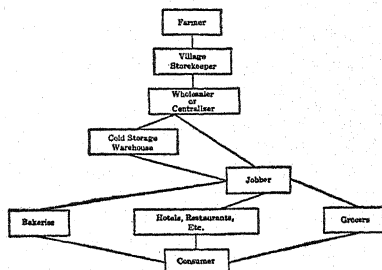 Farmer
Village
Storekeeper
Wholesaler
or
Centralizer
Cold Storage
Warehouse
Jobber
Bakeries
Hotels, Restaurants,
Etc.
Grocers
Consumer